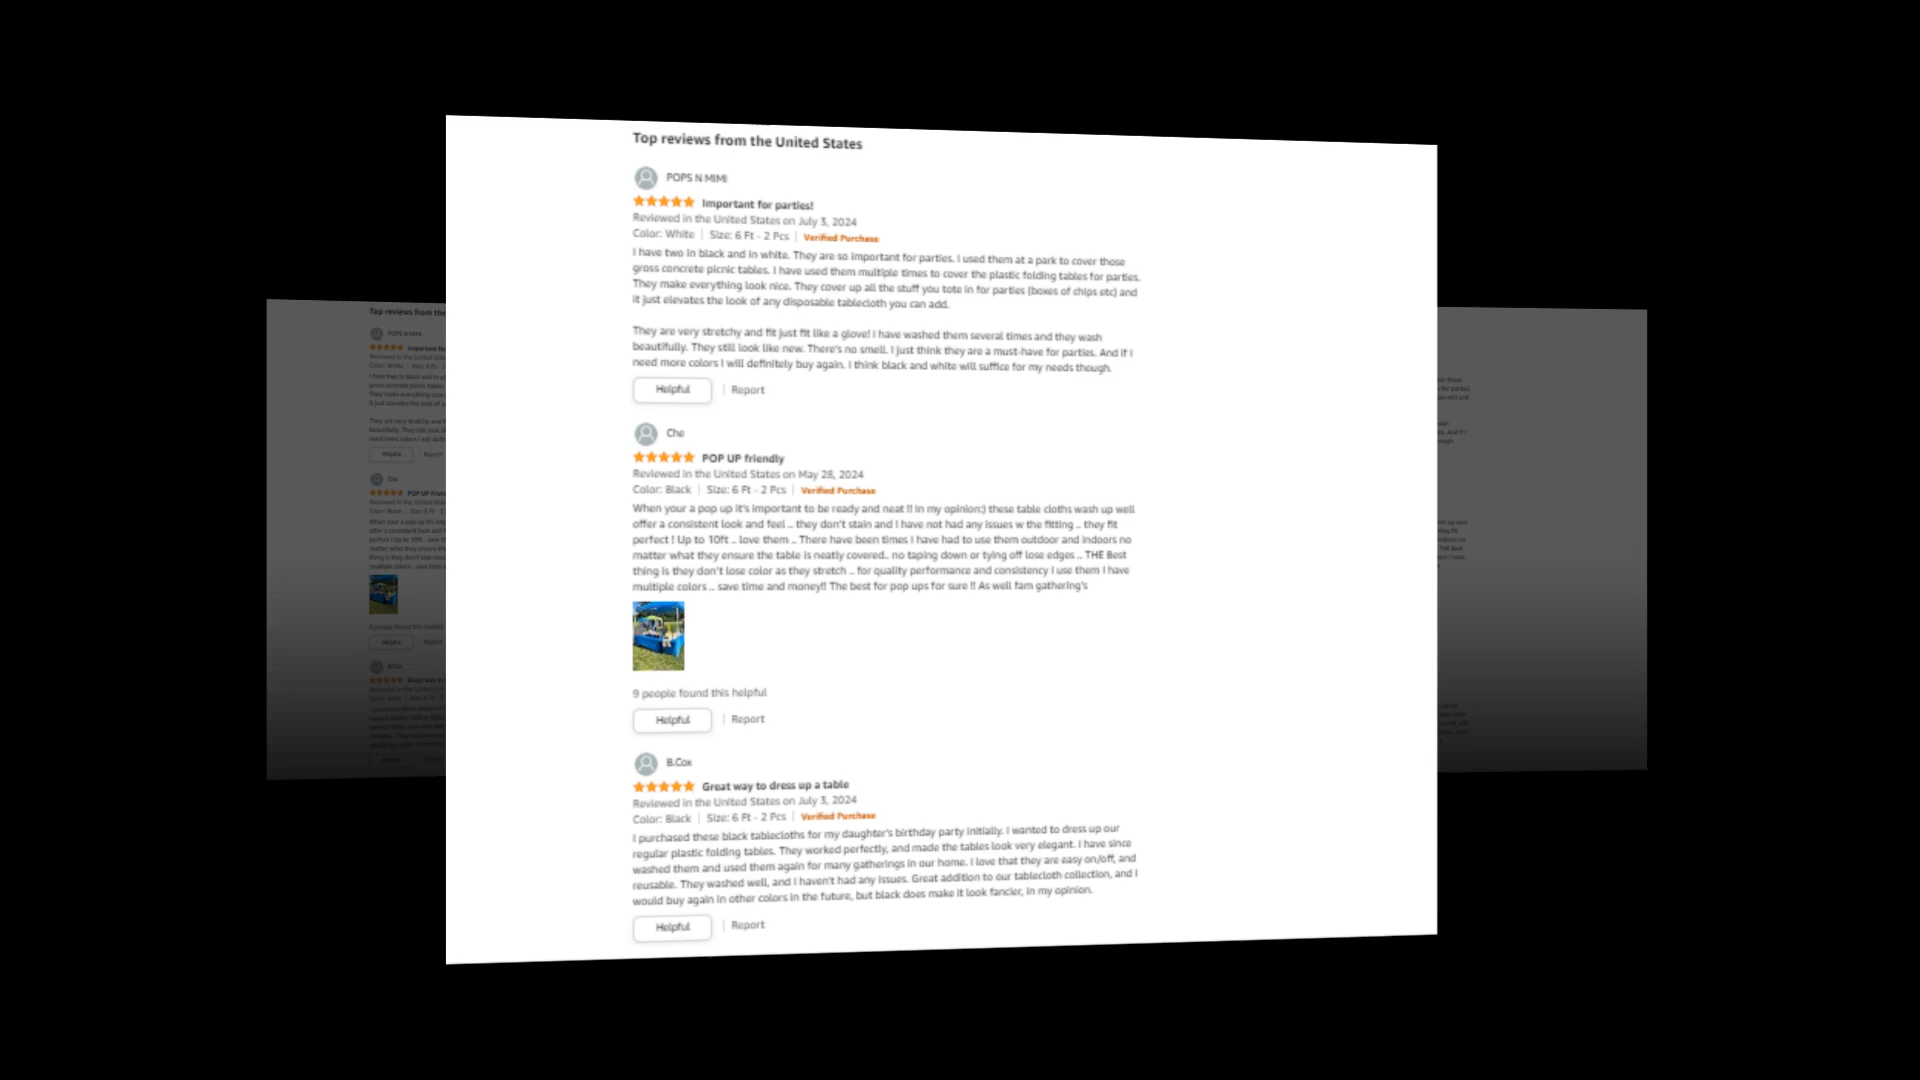 Top reviews from the United States
POPS N MIMI
Important for parties!
Reviewed in the United States on July 3, 2024
Color: White | Size: 6 Ft - 2 Pcs | Verified Purchase
I have two in black and in white. They are so important for parties. I used them at a park to cover those
gross concrete picnic tables. I have used them multiple times to cover the plastic folding tables for parties.
They make everything look nice. They cover up all the stuff you tote in for parties (boxes of chips etc) and
it just elevates the look of any disposable tablecloth you can add.
They are very stretchy and fit just fit like a glove! I have washed them several times and they wash
beautifully. They still look like new. There's no smell. I just think they are a must-have for parties. And if I
need more colors I will definitely buy again. I think black and white will suffice for my needs though.
Helpful | Report
Che
POP UP friendly
Reviewed in the United States on May 28, 2024
Color: Black | Size: 6 Ft - 2 Pcs | Verified Purchase
When your a pop up it's important to be ready and neat !! In my opinion:) these table cloths wash up well
offer a consistent look and feel .. they don't stain and I have not had any issues w the fitting .. they fit
perfect ! Up to 10ft .. love them .. There have been times I have had to use them outdoor and indoors no
matter what they ensure the table is neatly covered.. no taping down or tying off lose edges .. THE Best
thing is they don't lose color as they stretch .. for quality performance and consistency I use them I have
multiple colors .. save time and money!! The best for pop ups for sure !! As well fam gathering's
9 people found this helpful
Helpful | Report
B.Cox
Great way to dress up a table
Reviewed in the United States on July 3, 2024
Color: Black | Size: 6 Ft - 2 Pcs | Verified Purchase
I purchased these black tablecloths for my daughter's birthday party initially. I wanted to dress up our
regular plastic folding tables. They worked perfectly, and made the tables look very elegant. I have since
washed them and used them again for many gatherings in our home. I love that they are easy on/off, and
reusable. They washed well, and I haven't had any issues. Great addition to our tablecloth collection, and I
would buy again in other colors in the future, but black does make it look fancier, in my opinion.
Helpful | Report